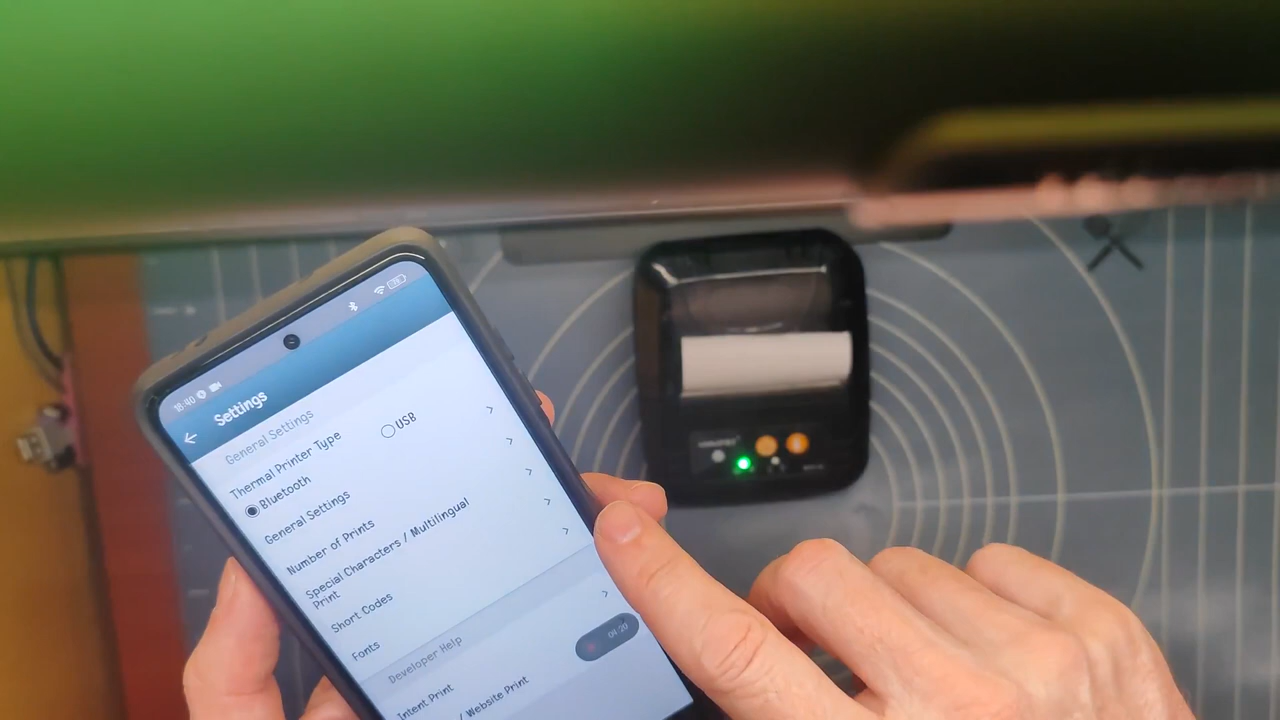 18:40
Settings
General Settings
Thermal Printer Type
Bluetooth
USB
General Settings
Number of Prints
Special Characters / Multilingual
Print
Short Codes
Fonts
Developer Help
Intent Print
/ Website Print